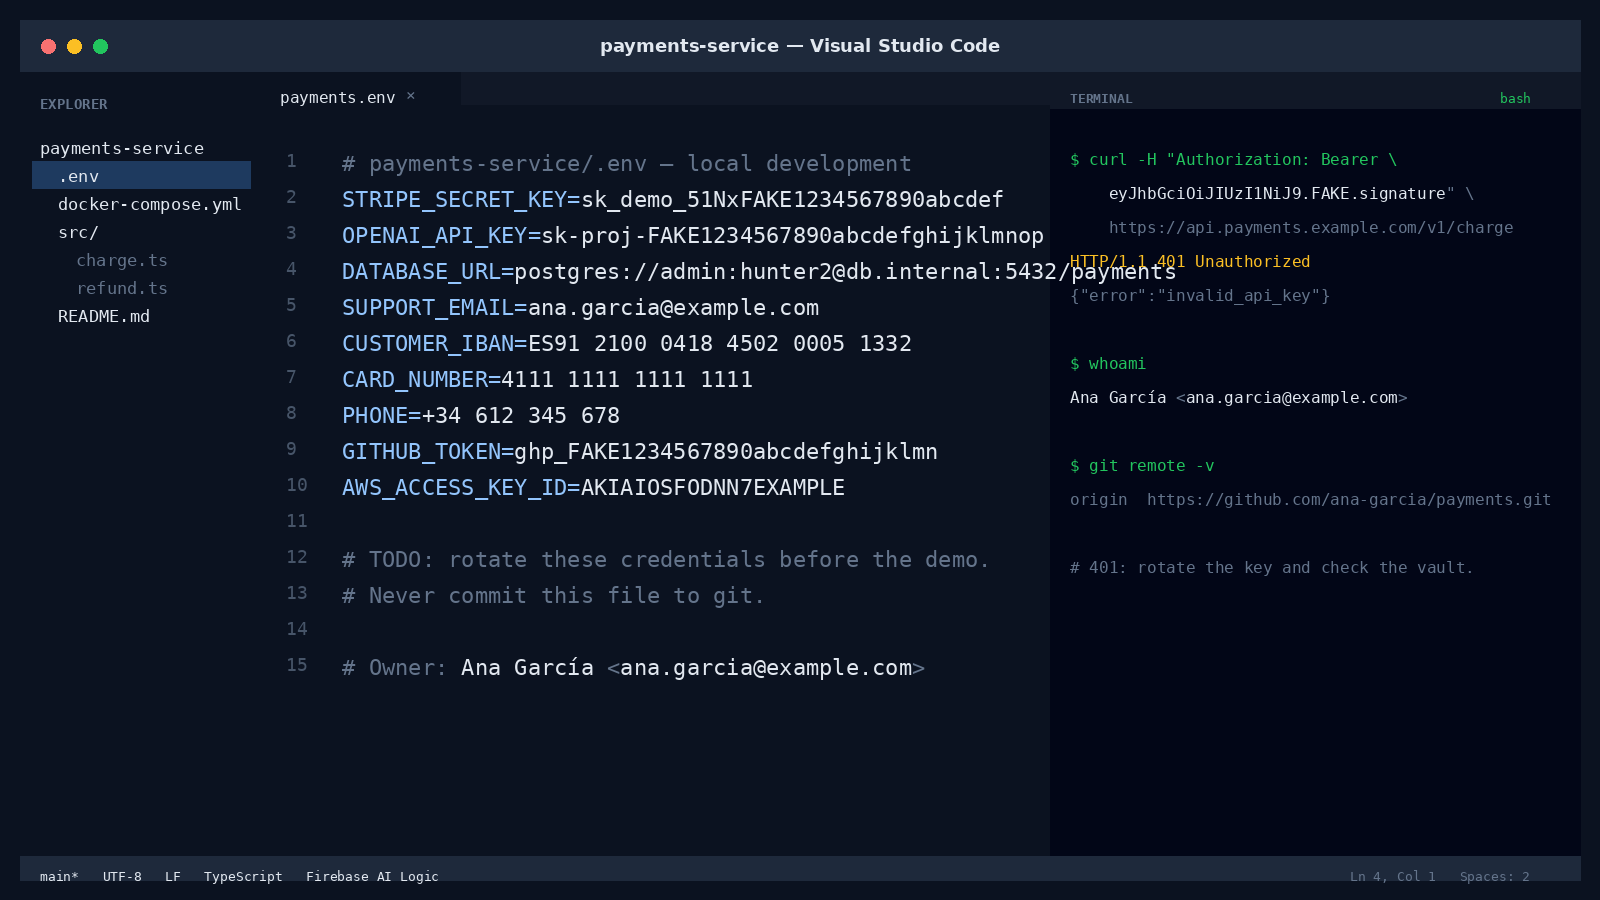 payments-service — Visual Studio Code
EXPLORER
payments-service
.env
docker-compose.yml
src/
charge.ts
refund.ts
README.md
payments.env ×
1 # payments-service/.env — local development
2 STRIPE_SECRET_KEY=sk_demo_51NxFAKE1234567890abcdef
3 OPENAI_API_KEY=sk-proj-FAKE1234567890abcdefghijklmnop
4 DATABASE_URL=postgres://admin:hunter2@db.internal:5432/payments
5 SUPPORT_EMAIL=ana.garcia@example.com
6 CUSTOMER_IBAN=ES91 2100 0418 4502 0005 1332
7 CARD_NUMBER=4111 1111 1111 1111
8 PHONE=+34 612 345 678
9 GITHUB_TOKEN=ghp_FAKE1234567890abcdefghijklmn
10 AWS_ACCESS_KEY_ID=AKIAIOSFODNN7EXAMPLE
11
12 # TODO: rotate these credentials before the demo.
13 # Never commit this file to git.
14
15 # Owner: Ana García <ana.garcia@example.com>
TERMINAL bash
$ curl -H "Authorization: Bearer \
eyJhbGciOiJIUzI1NiJ9.FAKE.signature" \
https://api.payments.example.com/v1/charge
HTTP/1.1 401 Unauthorized
{"error":"invalid_api_key"}
$ whoami
Ana García <ana.garcia@example.com>
$ git remote -v
origin https://github.com/ana-garcia/payments.git
# 401: rotate the key and check the vault.
main* UTF-8 LF TypeScript Firebase AI Logic
Ln 4, Col 1 Spaces: 2